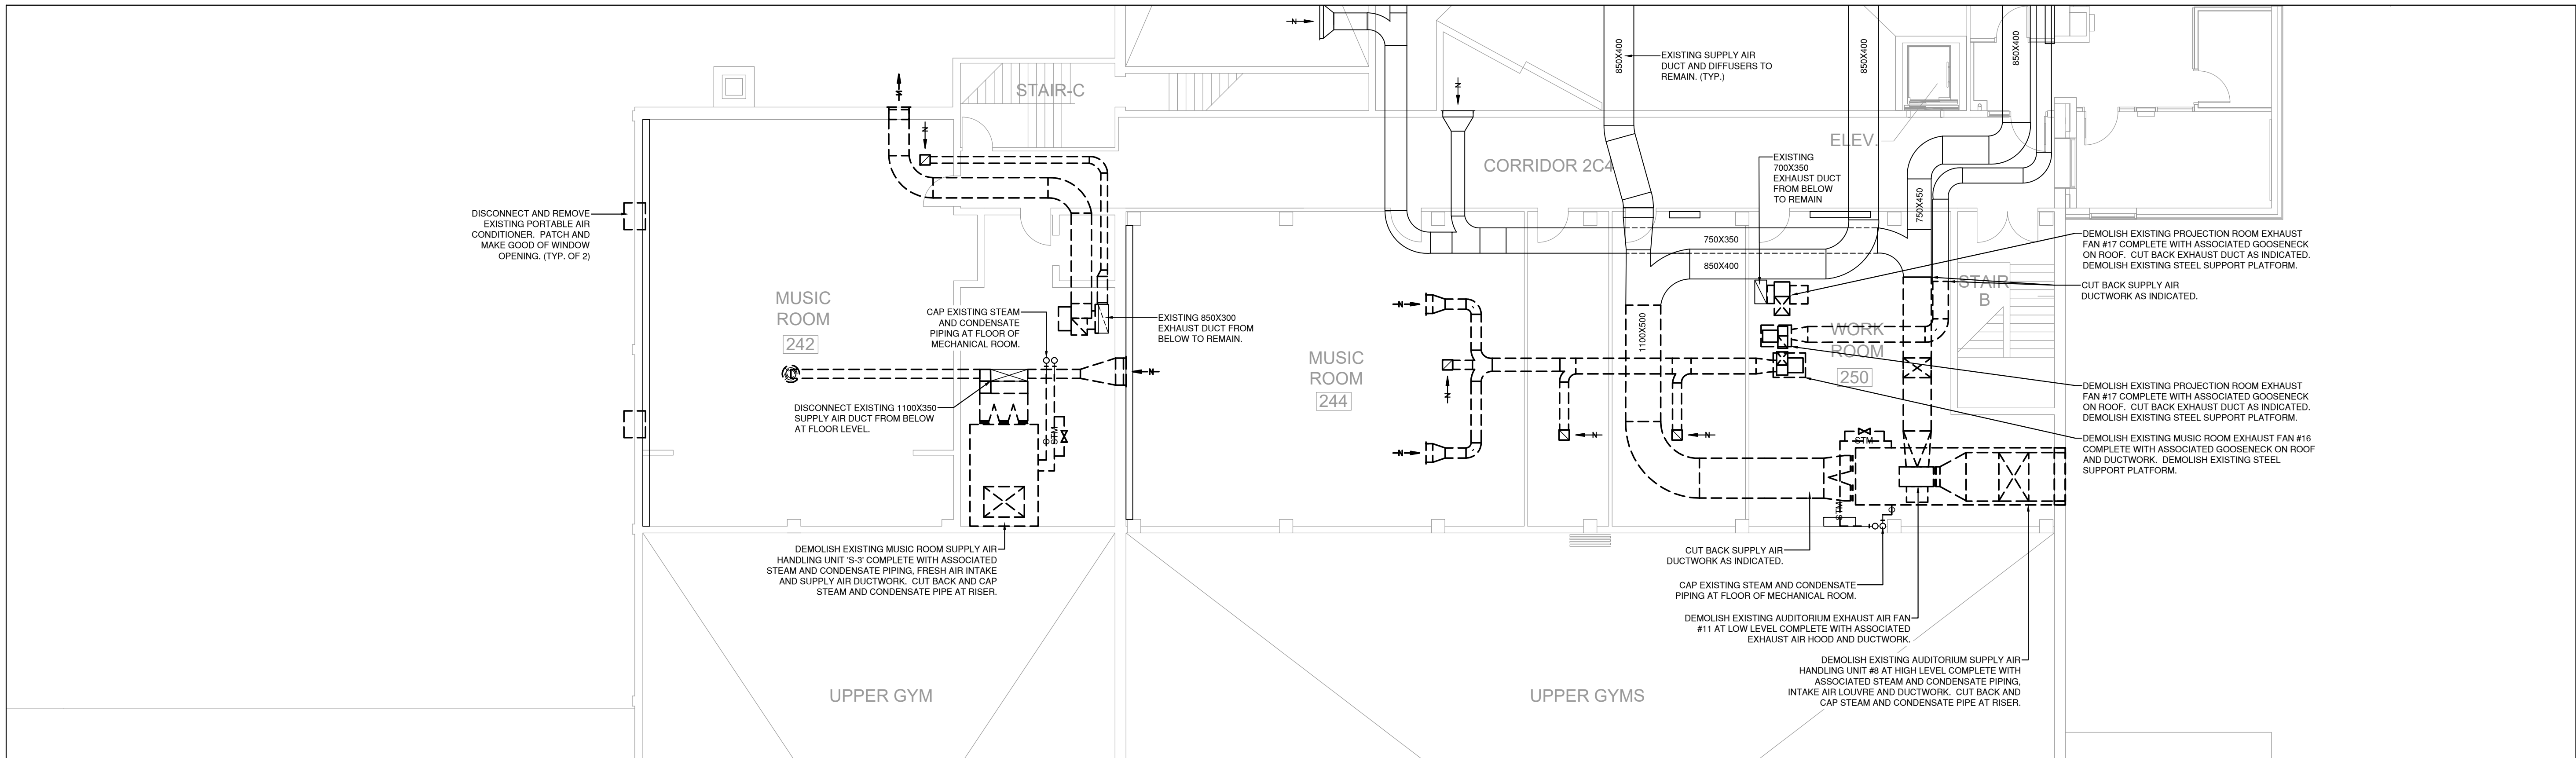 850X400
EXISTING SUPPLY AIR
DUCT AND DIFFUSERS TO
REMAIN. (TYP.)
850X400
850X400
STAIR-C
ELEV.
CORRIDOR 2C4
EXISTING
700X350
EXHAUST DUCT
FROM BELOW
TO REMAIN
750X450
DISCONNECT AND REMOVE
EXISTING PORTABLE AIR
CONDITIONER. PATCH AND
MAKE GOOD OF WINDOW
OPENING. (TYP. OF 2)
750X350
850X400
DEMOLISH EXISTING PROJECTION ROOM EXHAUST
FAN #17 COMPLETE WITH ASSOCIATED GOOSENECK
ON ROOF. CUT BACK EXHAUST DUCT AS INDICATED.
DEMOLISH EXISTING STEEL SUPPORT PLATFORM.
STAIR
B
CUT BACK SUPPLY AIR
DUCTWORK AS INDICATED.
MUSIC
ROOM
242
CAP EXISTING STEAM
AND CONDENSATE
PIPING AT FLOOR OF
MECHANICAL ROOM.
EXISTING 850X300
EXHAUST DUCT FROM
BELOW TO REMAIN.
1100X500
WORK
ROOM
250
MUSIC
ROOM
244
DISCONNECT EXISTING 1100X350
SUPPLY AIR DUCT FROM BELOW
AT FLOOR LEVEL.
STM
DEMOLISH EXISTING PROJECTION ROOM EXHAUST
FAN #17 COMPLETE WITH ASSOCIATED GOOSENECK
ON ROOF. CUT BACK EXHAUST DUCT AS INDICATED.
DEMOLISH EXISTING STEEL SUPPORT PLATFORM.
DEMOLISH EXISTING MUSIC ROOM EXHAUST FAN #16
COMPLETE WITH ASSOCIATED GOOSENECK ON ROOF
AND DUCTWORK. DEMOLISH EXISTING STEEL
SUPPORT PLATFORM.
STM
STM
DEMOLISH EXISTING MUSIC ROOM SUPPLY AIR
HANDLING UNIT 'S-3' COMPLETE WITH ASSOCIATED
STEAM AND CONDENSATE PIPING, FRESH AIR INTAKE
AND SUPPLY AIR DUCTWORK. CUT BACK AND CAP
STEAM AND CONDENSATE PIPE AT RISER.
CUT BACK SUPPLY AIR
DUCTWORK AS INDICATED.
CAP EXISTING STEAM AND CONDENSATE
PIPING AT FLOOR OF MECHANICAL ROOM.
DEMOLISH EXISTING AUDITORIUM EXHAUST AIR FAN
#11 AT LOW LEVEL COMPLETE WITH ASSOCIATED
EXHAUST AIR HOOD AND DUCTWORK.
DEMOLISH EXISTING AUDITORIUM SUPPLY AIR
HANDLING UNIT #8 AT HIGH LEVEL COMPLETE WITH
ASSOCIATED STEAM AND CONDENSATE PIPING,
INTAKE AIR LOUVRE AND DUCTWORK. CUT BACK AND
CAP STEAM AND CONDENSATE PIPE AT RISER.
UPPER GYM
UPPER GYMS